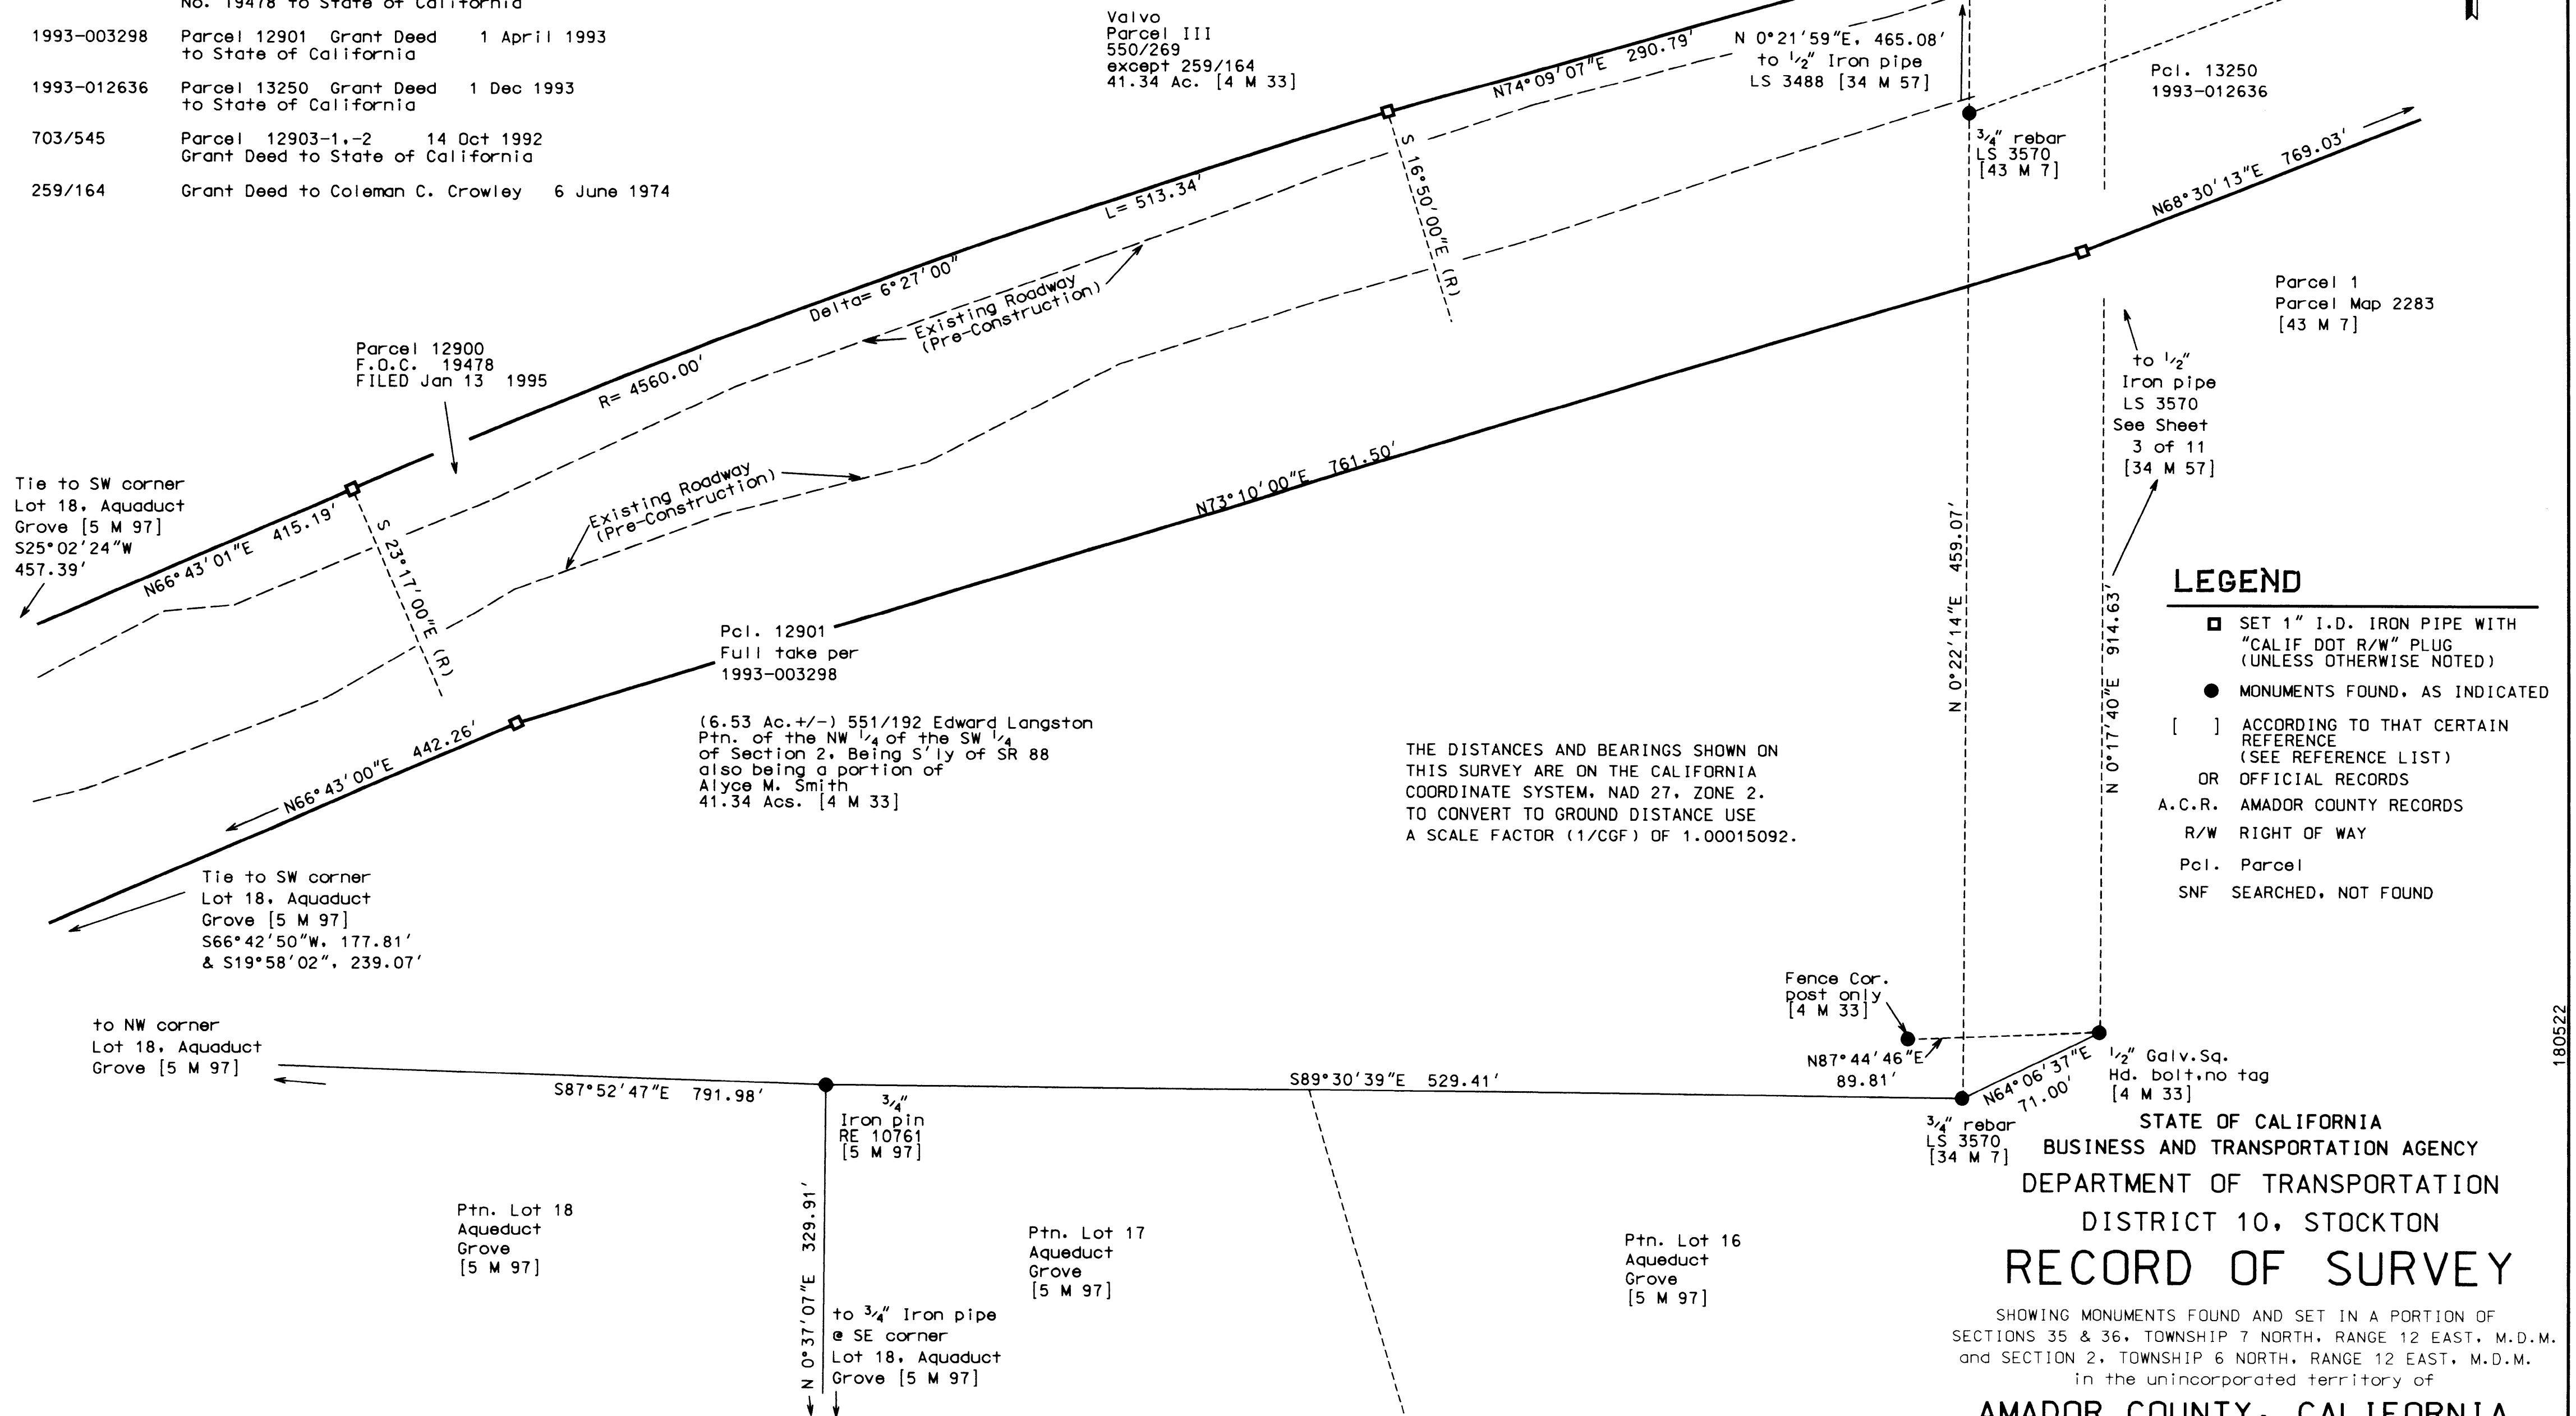 No. 19478 to State of California
1993-003298 Parcel 12901 Grant Deed 1 April 1993
to State of California
1993-012636 Parcel 13250 Grant Deed 1 Dec 1993
to State of California
703/545 Parcel 12903-1,-2 14 Oct 1992
Grant Deed to State of California
259/164 Grant Deed to Coleman C. Crowley 6 June 1974
Valvo
Parcel III
550/269
except 259/164
41.34 Ac. [4 M 33]
N74°09'07"E 290.79'
N 0°21'59"E, 465.08'
to 1/2" Iron pipe
LS 3488 [34 M 57]
Pcl. 13250
1993-012636
3/4" rebar
LS 3570
[43 M 7]
N68°30'13"E 769.03'
S 16°50'00"E (R)
L= 513.34'
Delta= 6°27'00"
R= 4560.00'
Existing Roadway
(Pre-Construction)
Parcel 1
Parcel Map 2283
[43 M 7]
Parcel 12900
F.O.C. 19478
FILED Jan 13 1995
to 1/2"
Iron pipe
LS 3570
See Sheet
3 of 11
[34 M 57]
Tie to SW corner
Lot 18, Aquaduct
Grove [5 M 97]
S25°02'24"W
457.39'
N66°43'01"E 415.19'
S 23°17'00"E (R)
Existing Roadway
(Pre-Construction)
N73°10'00"E 761.50'
N 0°22'14"E 459.07'
N 0°17'40"E 914.63'
Pcl. 12901
Full take per
1993-003298
N66°43'00"E 442.26'
(6.53 Ac.+/-) 551/192 Edward Langston
Ptn. of the NW 1/4 of the SW 1/4
of Section 2, Being S'ly of SR 88
also being a portion of
Alyce M. Smith
41.34 Acs. [4 M 33]
THE DISTANCES AND BEARINGS SHOWN ON
THIS SURVEY ARE ON THE CALIFORNIA
COORDINATE SYSTEM, NAD 27, ZONE 2.
TO CONVERT TO GROUND DISTANCE USE
A SCALE FACTOR (1/CGF) OF 1.00015092.
LEGEND
SET 1" I.D. IRON PIPE WITH
"CALIF DOT R/W" PLUG
(UNLESS OTHERWISE NOTED)
MONUMENTS FOUND, AS INDICATED
[ ] ACCORDING TO THAT CERTAIN
REFERENCE
(SEE REFERENCE LIST)
OR OFFICIAL RECORDS
A.C.R. AMADOR COUNTY RECORDS
R/W RIGHT OF WAY
Pcl. Parcel
SNF SEARCHED, NOT FOUND
Tie to SW corner
Lot 18, Aquaduct
Grove [5 M 97]
S66°42'50"W, 177.81'
& S19°58'02", 239.07'
to NW corner
Lot 18, Aquaduct
Grove [5 M 97]
S87°52'47"E 791.98'
3/4"
Iron pin
RE 10761
[5 M 97]
S89°30'39"E 529.41'
Fence Cor.
post only
[4 M 33]
N87°44'46"E
89.81'
N64°06'37"E
71.00'
1/2" Galv.Sq.
Hd. bolt,no tag
[4 M 33]
3/4" rebar
LS 3570
[34 M 7]
180522
Ptn. Lot 18
Aqueduct
Grove
[5 M 97]
N 0°37'07"E 329.91'
Ptn. Lot 17
Aqueduct
Grove
[5 M 97]
Ptn. Lot 16
Aqueduct
Grove
[5 M 97]
to 3/4" Iron pipe
@ SE corner
Lot 18, Aquaduct
Grove [5 M 97]
STATE OF CALIFORNIA
BUSINESS AND TRANSPORTATION AGENCY
DEPARTMENT OF TRANSPORTATION
DISTRICT 10, STOCKTON
RECORD OF SURVEY
SHOWING MONUMENTS FOUND AND SET IN A PORTION OF
SECTIONS 35 & 36, TOWNSHIP 7 NORTH, RANGE 12 EAST, M.D.M.
and SECTION 2, TOWNSHIP 6 NORTH, RANGE 12 EAST, M.D.M.
in the unincorporated territory of
AMADOR COUNTY, CALIFORNIA